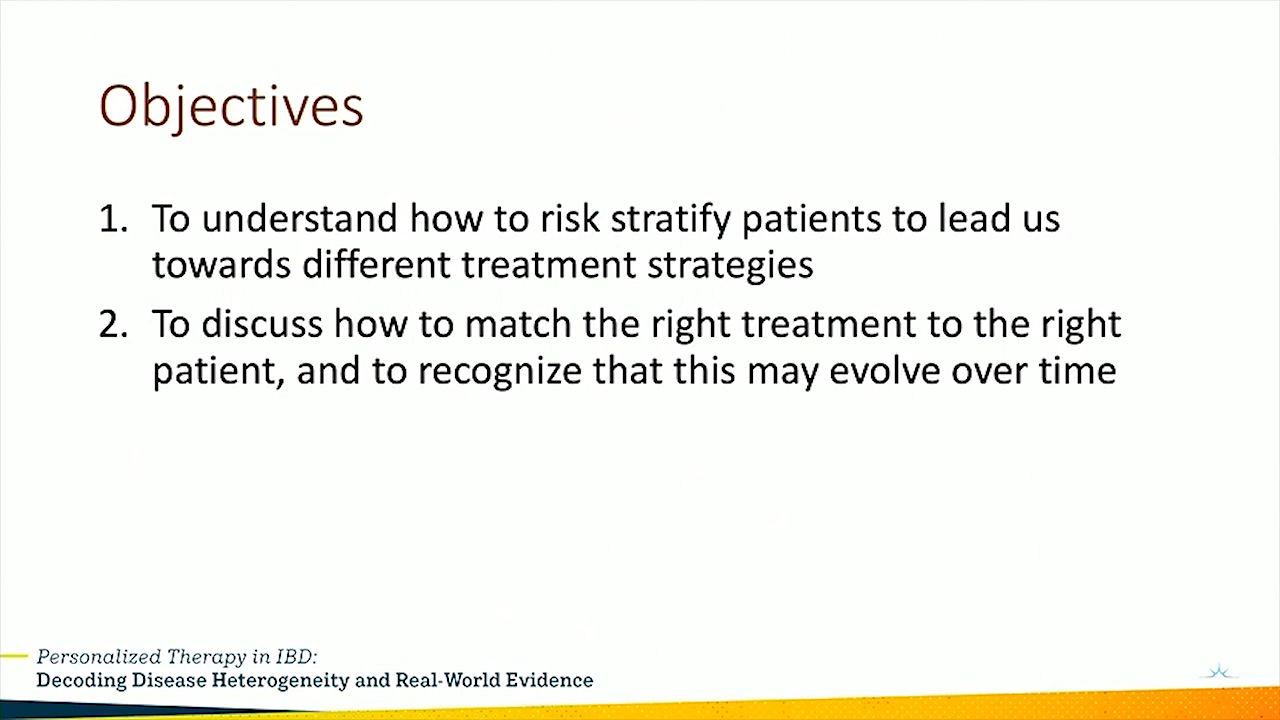 Objectives
1. To understand how to risk stratify patients to lead us
towards different treatment strategies
2. To discuss how to match the right treatment to the right
patient, and to recognize that this may evolve over time
Personalized Therapy in IBD:
Decoding Disease Heterogeneity and Real-World Evidence